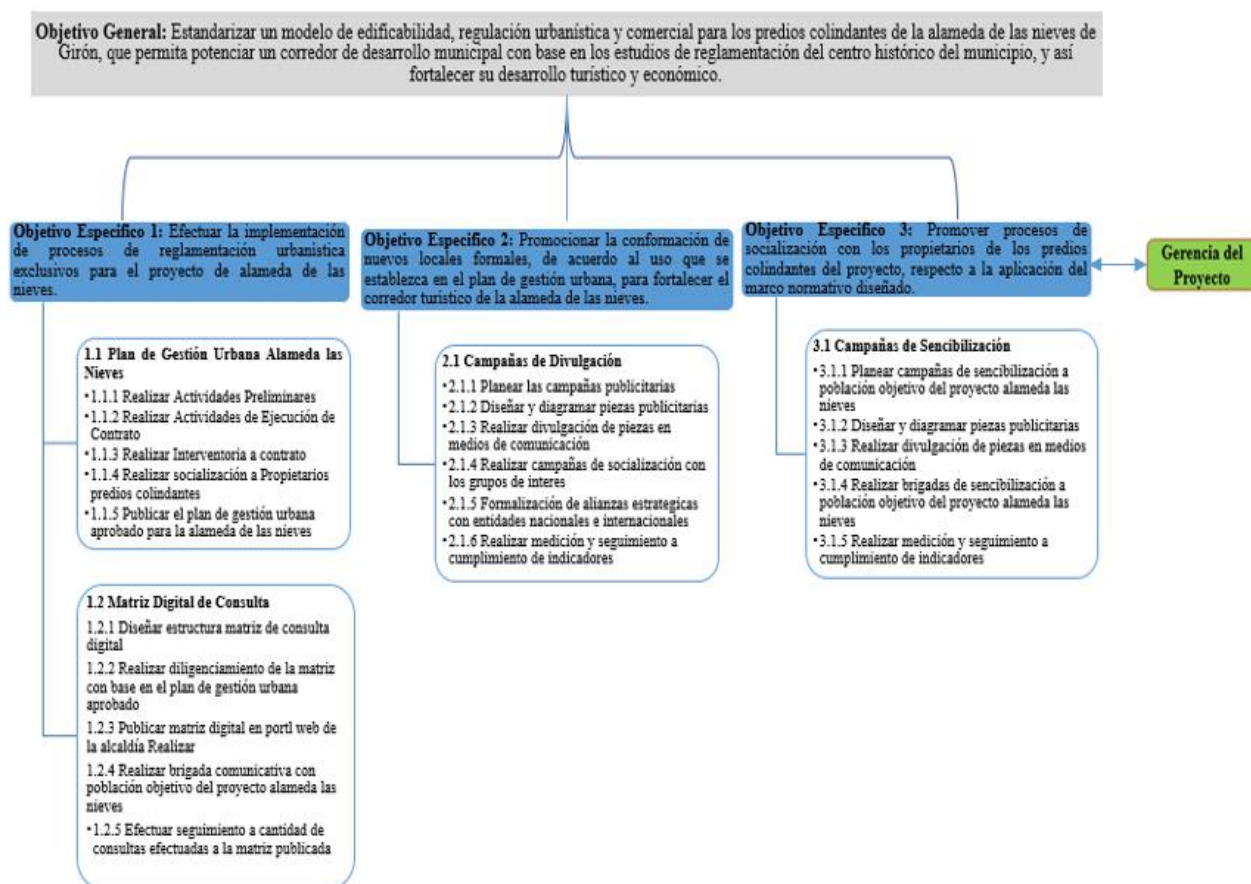 Objetivo General: Estandarizar un modelo de edificabilidad, regulación urbanística y comercial para los predios colindantes de la alameda de las nieves de
Girón, que permita potenciar un corredor de desarrollo municipal con base en los estudios de reglamentación del centro histórico del municipio, y así
fortalecer su desarrollo turístico y económico.
Objetivo Específico 1: Efectuar la implementación
de procesos de reglamentación urbanística
exclusivos para el proyecto de alameda de las
nieves.
1.1 Plan de Gestión Urbana Alameda las
Nieves
•1.1.1 Realizar Actividades Preliminares
•1.1.2 Realizar Actividades de Ejecución de
Contrato
•1.1.3 Realizar Interventoria a contrato
•1.1.4 Realizar socialización a Propietarios
predios colindantes
•1.1.5 Publicar el plan de gestión urbana
aprobado para la alameda de las nieves
1.2 Matriz Digital de Consulta
1.2.1 Diseñar estructura matriz de consulta
digital
1.2.2 Realizar diligenciamiento de la matriz
con base en el plan de gestión urbana
aprobado
1.2.3 Publicar matriz digital en portl web de
la alcaldía Realizar
1.2.4 Realizar brigada comunicativa con
población objetivo del proyecto alameda las
nieves
•1.2.5 Efectuar seguimiento a cantidad de
consultas efectuadas a la matriz publicada
Objetivo Específico 2: Promocionar la conformación de
nuevos locales formales, de acuerdo al uso que se
establezca en el plan de gestión urbana, para fortalecer el
corredor turístico de la alameda de las nieves.
2.1 Campañas de Divulgación
•2.1.1 Planear las campañas publicitarias
•2.1.2 Diseñar y diagramar piezas publicitarias
•2.1.3 Realizar divulgación de piezas en
medios de comunicación
•2.1.4 Realizar campañas de socialización con
los grupos de interes
•2.1.5 Formalización de alianzas estrategicas
con entidades nacionales e internacionales
•2.1.6 Realizar medición y seguimiento a
cumplimiento de indicadores
Objetivo Específico 3: Promover procesos de
socialización con los propietarios de los predios
colindantes del proyecto, respecto a la aplicación del
marco normativo diseñado.
3.1 Campañas de Sencibilización
•3.1.1 Planear campañas de sencibilización a
población objetivo del proyecto alameda las
nieves
•3.1.2 Diseñar y diagramar piezas publicitarias
•3.1.3 Realizar divulgación de piezas en medios
de comunicación
•3.1.4 Realizar brigadas de sencibilización a
población objetivo del proyecto alameda las
nieves
•3.1.5 Realizar medición y seguimiento a
cumplimiento de indicadores
Gerencia del
Proyecto